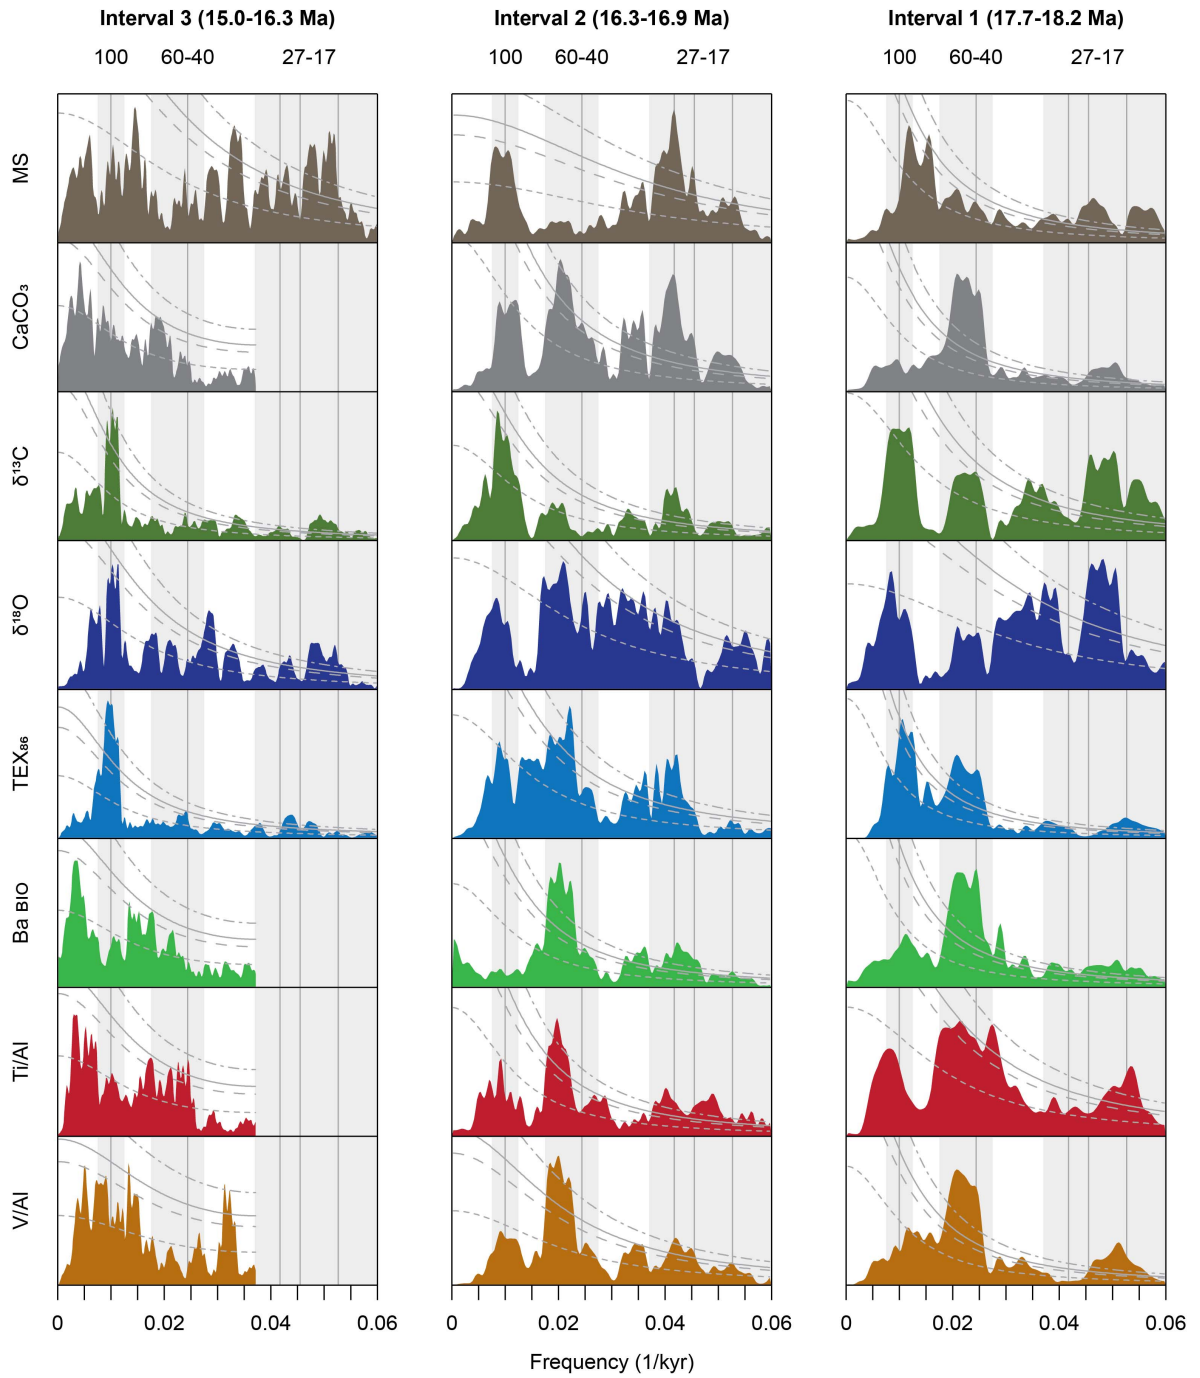 Interval 3 (15.0-16.3 Ma) Interval 2 (16.3-16.9 Ma) Interval 1 (17.7-18.2 Ma)
100 60-40 27-17 100 60-40 27-17 100 60-40 27-17
MS
CaCO₃
δ¹³C
δ¹⁸O
TEX₈₆
Ba BIO
Ti/Al
V/Al
0 0.02 0.04 0.06 0 0.02 0.04 0.06 0 0.02 0.04 0.06
Frequency (1/kyr)